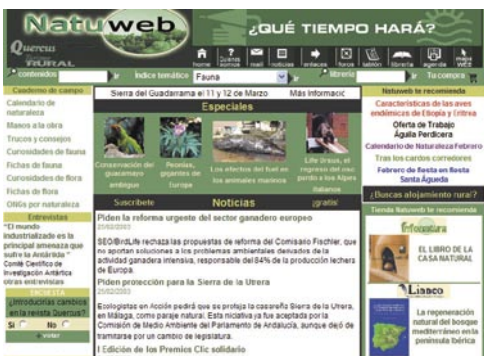 Natuweb
¿QUÉ TIEMPO HARÁ?
Quercus
RURAL
home
Quiénes somos
mail
noticias
enlaces
foros
tablón
librería
agenda
mapa WEB
contenidos
ir
Índice temático
Fauna
ir
librería
ir
Tu compra
Cuaderno de campo
Calendario de
naturaleza
Manos a la obra
Trucos y consejos
Curiosidades de fauna
Fichas de fauna
Curiosidades de flora
Fichas de flora
ONGs por naturaleza
Entrevistas
"El mundo
industrializado es la
principal amenaza que
sufre la Antártida "
Comité Científico de
Investigación Antártica
otras entrevistas
ENCUESTA
¿Introducirías cambios
en la revista Quercus?
Sí
No
votar
Sierra del Guadarrama el 11 y 12 de Marzo
Más Informació
Especiales
Conservación del
guacamayo
ambiguo
Peonías,
gigantes de
Europa
Los efectos del fuel en
los animales marinos
Life Ursus, el
regreso del oso
pardo a los Alpes
italianos
Suscríbete
Noticias
¡gratis!
Piden la reforma urgente del sector ganadero europeo
25/02/2003
SEO/BirdLife rechaza las propuestas de reforma del Comisario Fischler, que
no aportan soluciones a los problemas ambientales derivados de la
actividad ganadera intensiva, responsable del 84% de la producción lechera
de Europa.
Piden protección para la Sierra de la Utrera
25/02/2003
Ecologistas en Acción pedirá que se proteja la casareño Sierra de la Utrera,
en Málaga, como paraje natural. Esta iniciativa ya fue aceptada por la
Comisión de Medio Ambiente del Parlamento de Andalucía, aunque dejó de
tramitarse por un cambio de legislatura.
I Edición de los Premios Clic solidario
Natuweb te recomienda
Características de las aves
endémicas de Etiopía y Eritrea
Oferta de Trabajo
Águila Perdicera
Calendario de Naturaleza Febrero
Tras los cardos corredores
Febrero de fiesta en fiesta
Santa Águeda
¿Buscas alojamiento rural?
Tienda Natuweb te recomienda
Infonatura
EL LIBRO DE LA
CASA NATURAL
Linneo
La regeneración
natural del bosque
mediterráneo en la
península Ibérica